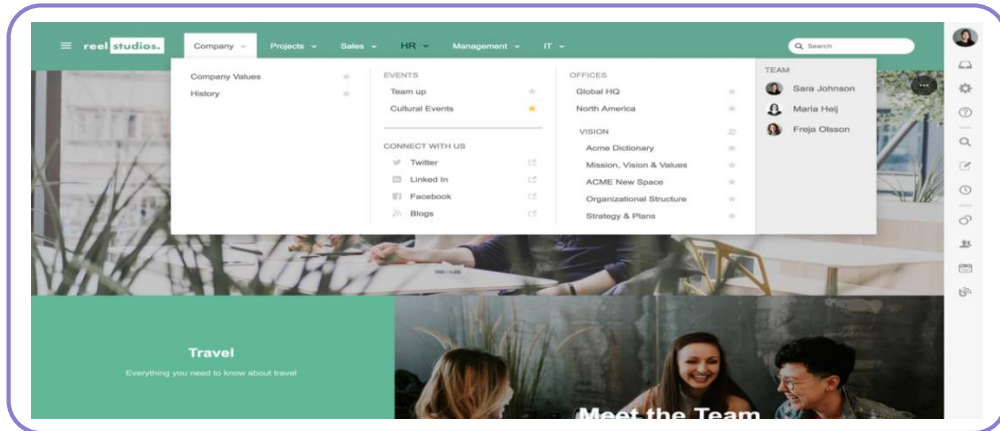 reel studios.
Company
Projects
Sales
HR
Management
IT
Search
Company Values
History
EVENTS
Team up
Cultural Events
CONNECT WITH US
Twitter
Linked In
Facebook
Blogs
OFFICES
Global HQ
North America
VISION
Acme Dictionary
Mission, Vision & Values
ACME New Space
Organizational Structure
Strategy & Plans
TEAM
Sara Johnson
Maria Heij
Freja Olsson
Travel
Everything you need to know about travel
Meet the Team